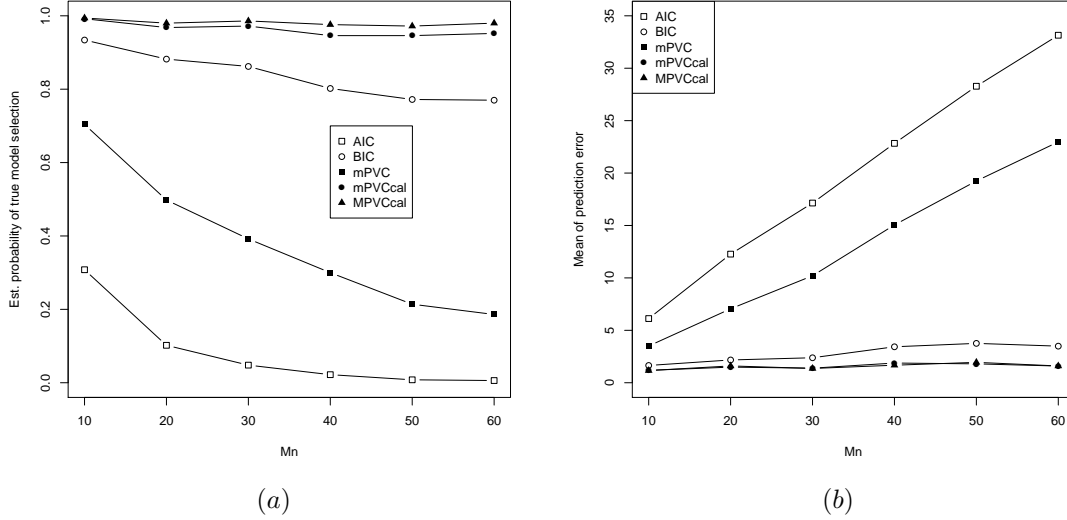 Est. probability of true model selection
1.0
0.8
0.6
0.4
0.2
0.0
AIC
BIC
mPVC
mPVCcal
MPVCcal
10 20 30 40 50 60
Mn
(a)
Mean of prediction error
35
30
25
20
15
10
5
0
AIC
BIC
mPVC
mPVCcal
MPVCcal
10 20 30 40 50 60
Mn
(b)